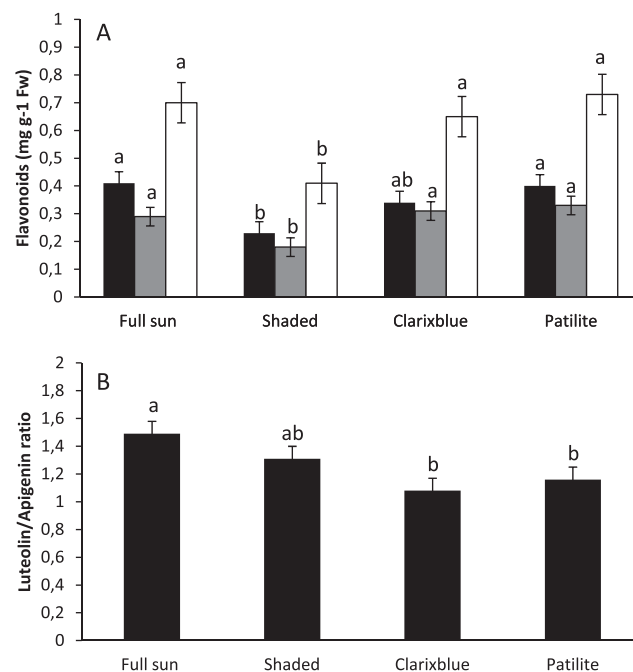 A
Flavonoids (mg g-1 Fw)
0,9
0,8
0,7
0,6
0,5
0,4
0,3
0,2
0,1
0
a a a
b b b
ab a a
a a a
Full sun Shaded Clarixblue Patilite
B
Luteolin/Apigenin ratio
2
1,8
1,6
1,4
1,2
1
0,8
0,6
0,4
0,2
0
a ab b b
Full sun Shaded Clarixblue Patilite